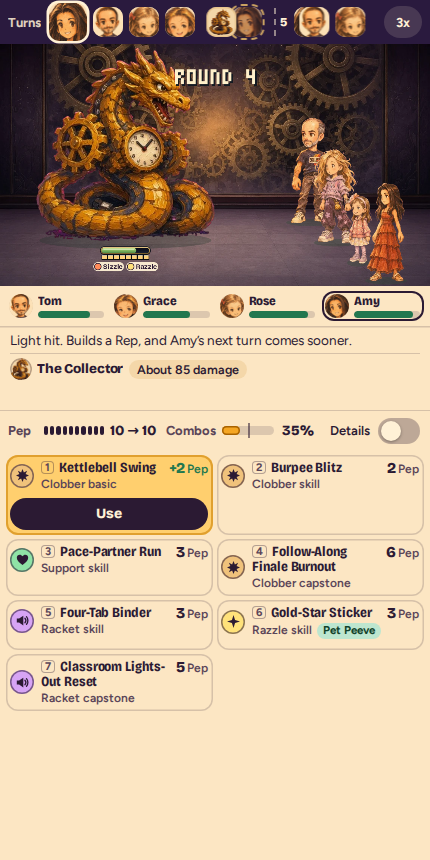 Turns
5
3x
ROUND 4
Sizzle Razzle
Tom
Grace
Rose
Amy
Light hit. Builds a Rep, and Amy's next turn comes sooner.
The Collector About 85 damage
Pep 10→10 Combos 35% Details
1 Kettlebell Swing +2 Pep
Clobber basic
Use
2 Burpee Blitz 2 Pep
Clobber skill
3 Pace-Partner Run 3 Pep
Support skill
4 Follow-Along 6 Pep
Finale Burnout
Clobber capstone
5 Four-Tab Binder 3 Pep
Racket skill
6 Gold-Star Sticker 3 Pep
Razzle skill Pet Peeve
7 Classroom Lights- 5 Pep
Out Reset
Racket capstone